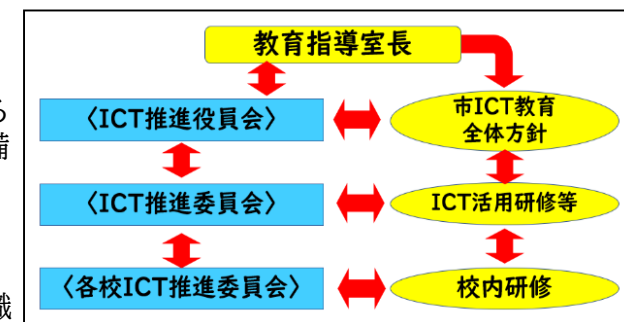 教育指導室長
〈ICT推進役員会〉
市ICT教育
全体方針
〈ICT推進委員会〉
ICT活用研修等
〈各校ICT推進委員会〉
校内研修
る
備